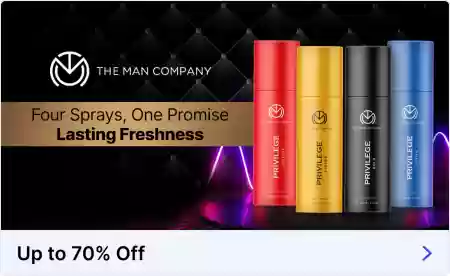 THE MAN COMPANY
Four Sprays, One Promise
Lasting Freshness
PRIVILEGE
PRIVILEGE
PRIVILEGE
PRIVILEGE
Up to 70% Off